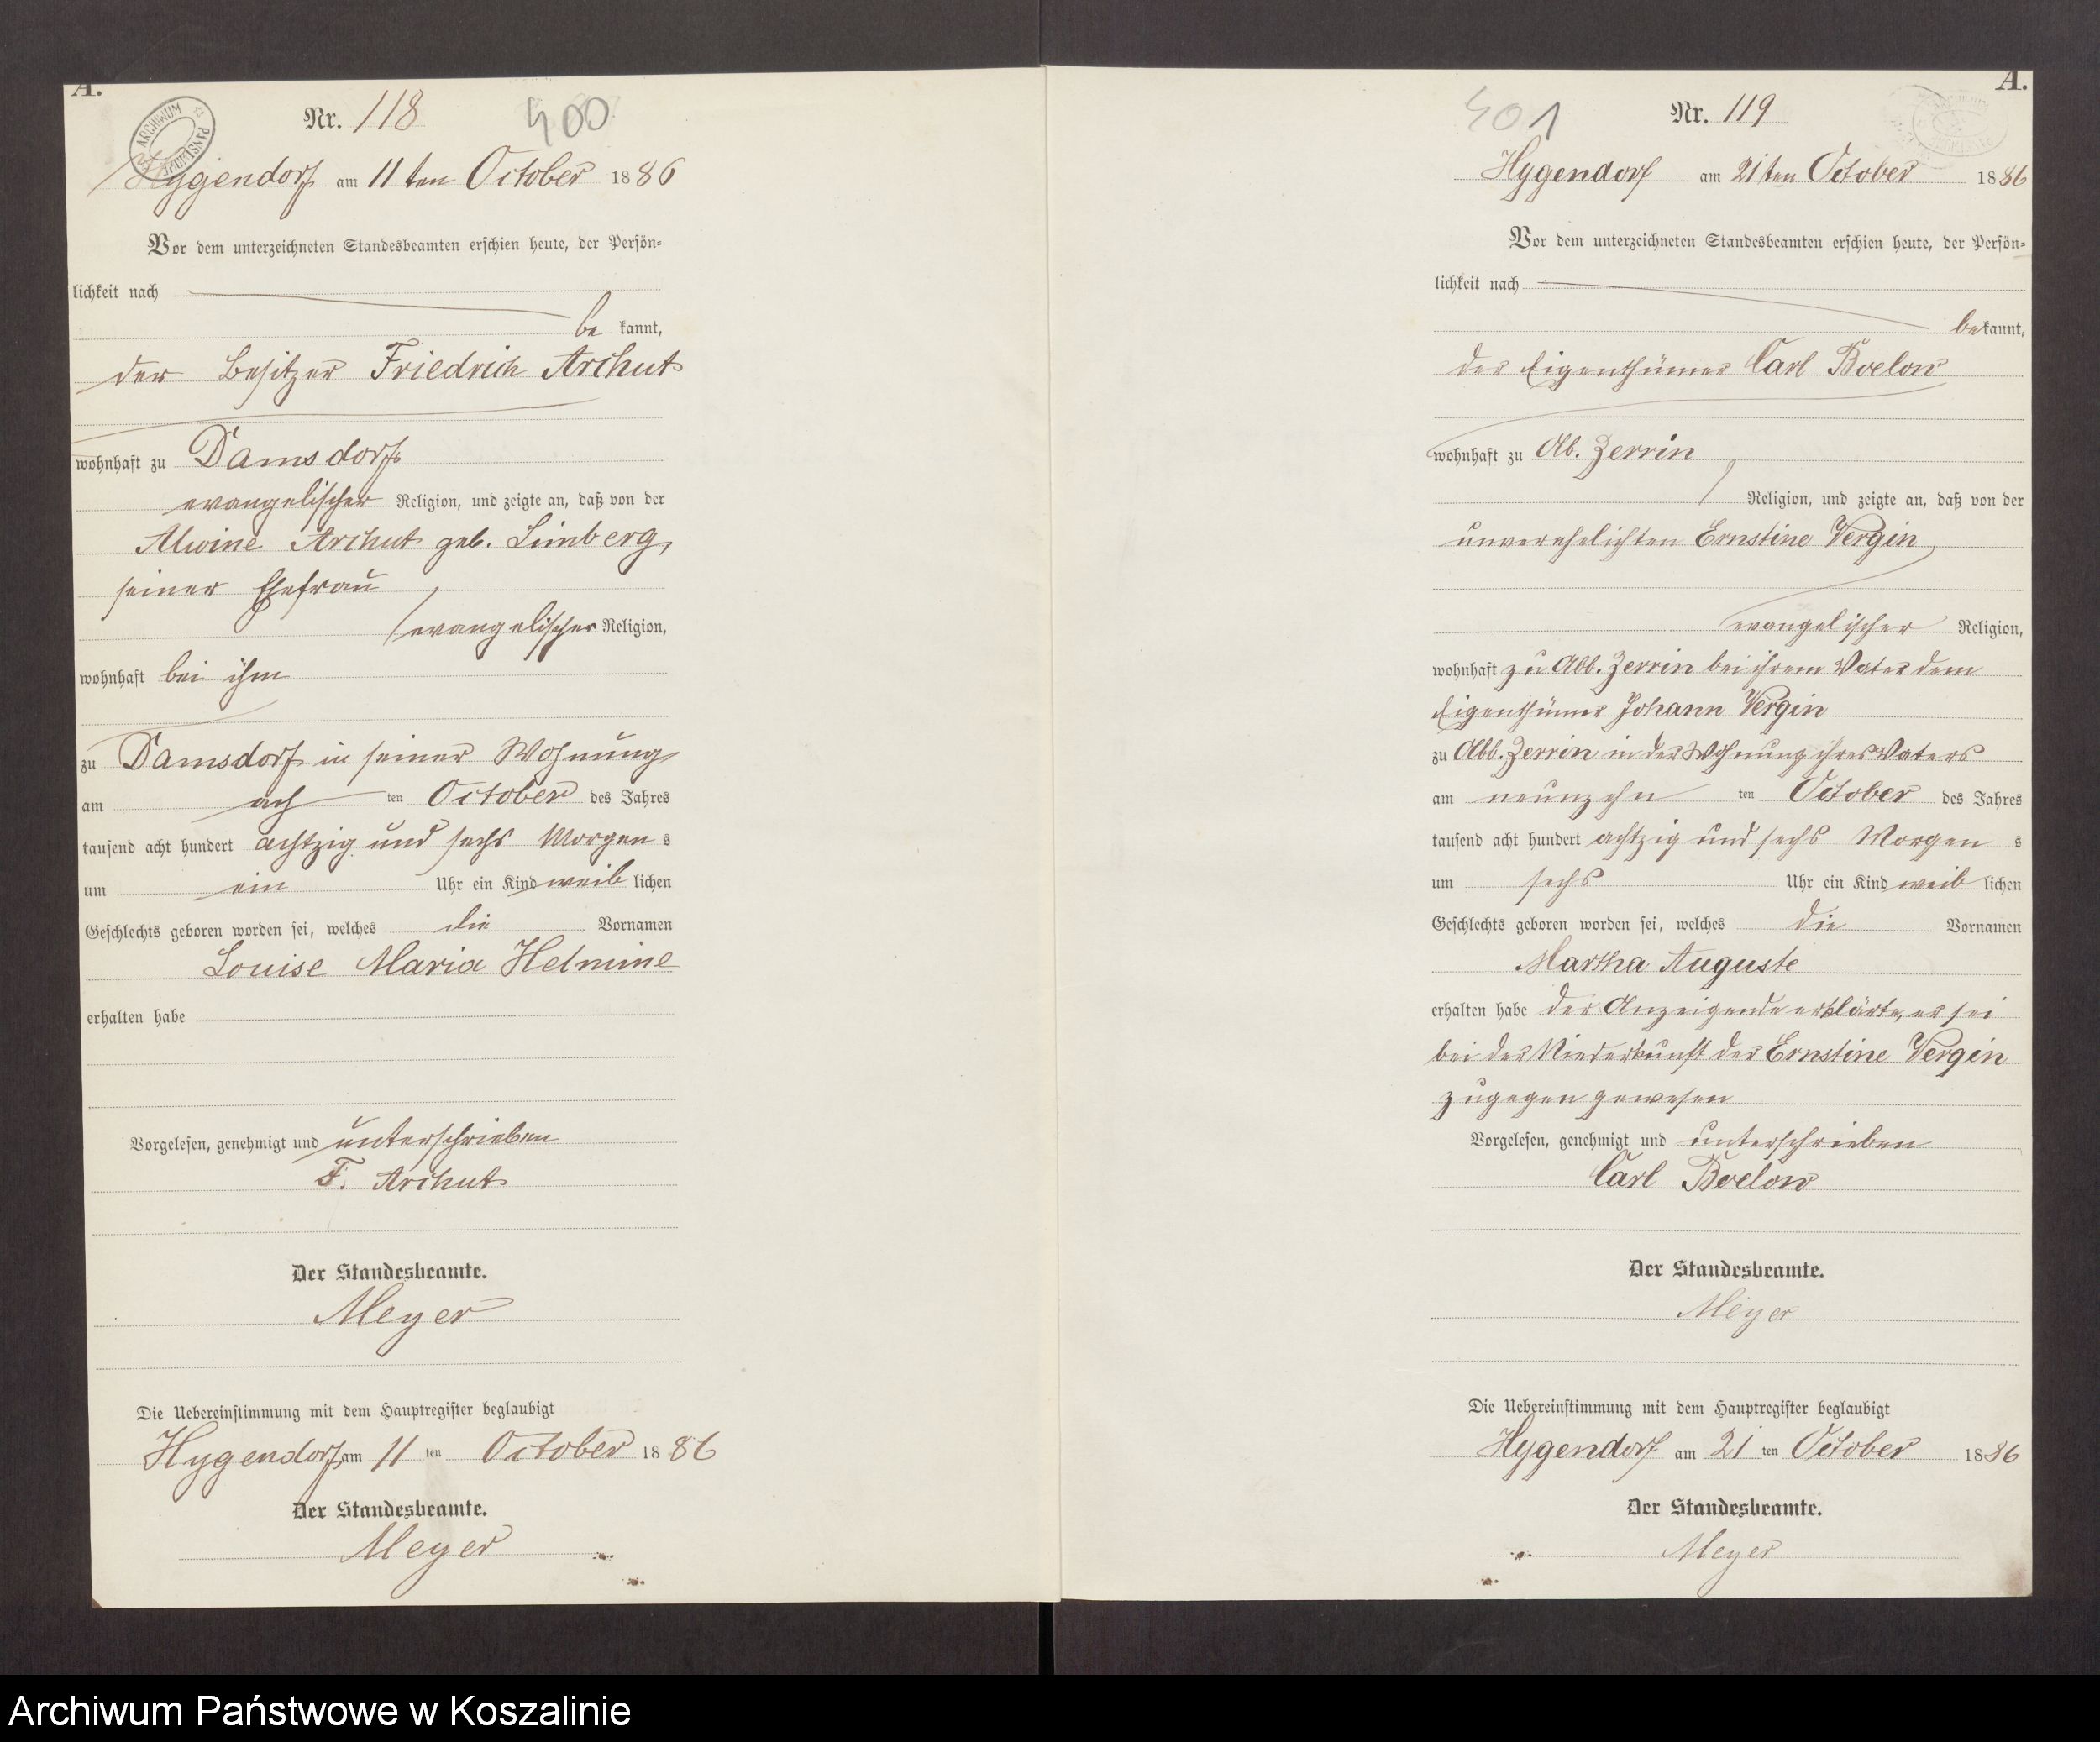 A.
ARCHIWUM PAŃSTWOWE
Nr. 118
400
Hygendorf am 11ten October 1886
Vor dem unterzeichneten Standesbeamten erschien heute, der Persön=
lichkeit nach
be kannt,
der Besitzer Friedrich Archut
wohnhaft zu Damsdorf
evangelischer Religion, und zeigte an, daß von der
Alwine Archut geb. Limberg,
seiner Ehefrau
evangelischer Religion,
wohnhaft bei ihm
zu Damsdorf in seiner Wohnung
am ach ten October des Jahres
tausend acht hundert achtzig und sechs Morgen s
um ein Uhr ein Kind weib lichen
Geschlechts geboren worden sei, welches die Vornamen
Louise Maria Helmine
erhalten habe
Vorgelesen, genehmigt und unterschrieben
F. Archut
Der Standesbeamte.
Meyer
Die Uebereinstimmung mit dem Hauptregister beglaubigt
Hygendorf am 11 ten October 1886
Der Standesbeamte.
Meyer
A.
401
Nr. 119
Hygendorf am 21ten October 1886
Vor dem unterzeichneten Standesbeamten erschien heute, der Persön=
lichkeit nach
bekannt,
der Eigenthümer Carl Boelow
wohnhaft zu Abb. Zerrin
Religion, und zeigte an, daß von der
unverehelichten Ernstine Vergin
evangelischer Religion,
wohnhaft zu Abb. Zerrin bei ihrem Vater dem
Eigenthümer Johann Vergin
zu Abb. Zerrin in der Wohnung ihres Vaters
am neunzehn ten October des Jahres
tausend acht hundert achtzig und sechs Morgen s
um sechs Uhr ein Kind weib lichen
Geschlechts geboren worden sei, welches die Vornamen
Martha Auguste
erhalten habe der Anzeigende erklärte, er sei
bei der Niederkunft der Ernstine Vergin
zugegen gewesen
Vorgelesen, genehmigt und unterschrieben
Carl Boelow
Der Standesbeamte.
Meyer
Die Uebereinstimmung mit dem Hauptregister beglaubigt
Hygendorf am 21 ten October 1886
Der Standesbeamte.
Meyer
Archiwum Państwowe w Koszalinie